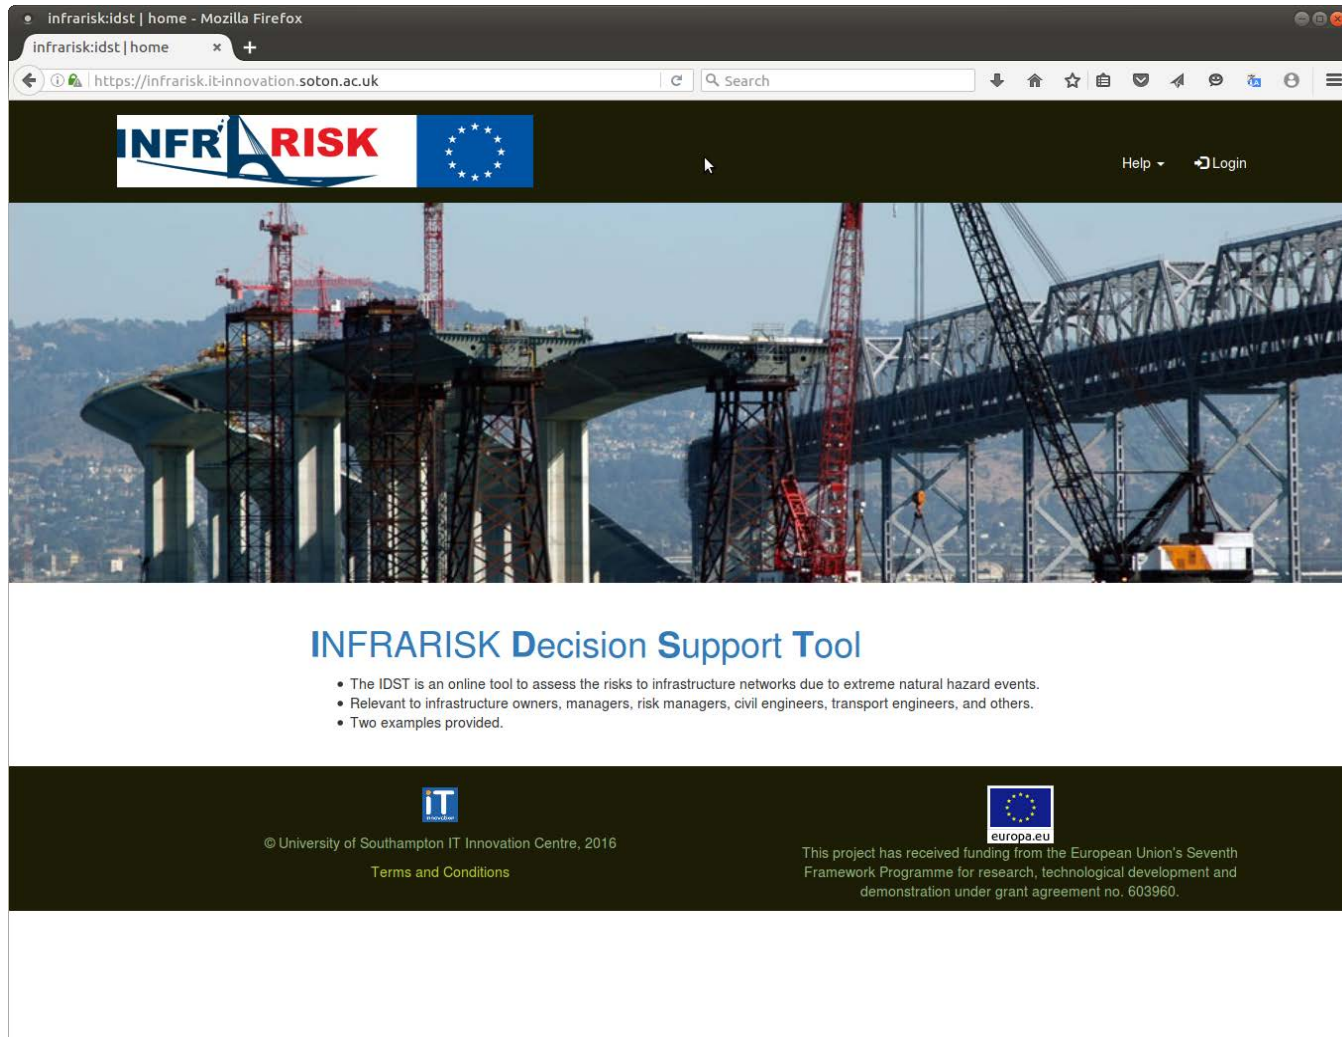 infrarisk:idst | home - Mozilla Firefox
infrarisk:idst | home × +
https://infrarisk.it-innovation.soton.ac.uk
Search
INFRARISK
Help
Login
INFRARISK Decision Support Tool
• The IDST is an online tool to assess the risks to infrastructure networks due to extreme natural hazard events.
• Relevant to infrastructure owners, managers, risk managers, civil engineers, transport engineers, and others.
• Two examples provided.
iT
innovation
© University of Southampton IT Innovation Centre, 2016
Terms and Conditions
europa.eu
This project has received funding from the European Union's Seventh
Framework Programme for research, technological development and
demonstration under grant agreement no. 603960.